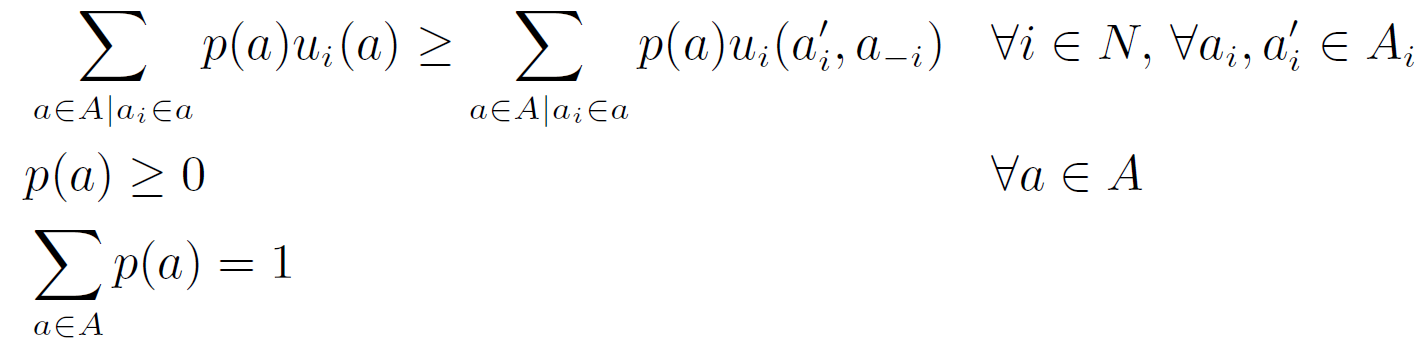 ∑_{a∈A|a_i∈a} p(a)u_i(a) ≥ ∑_{a∈A|a_i∈a} p(a)u_i(a′_i, a_{−i}) ∀i ∈ N, ∀a_i, a′_i ∈ A_i
p(a) ≥ 0 ∀a ∈ A
∑_{a∈A} p(a) = 1